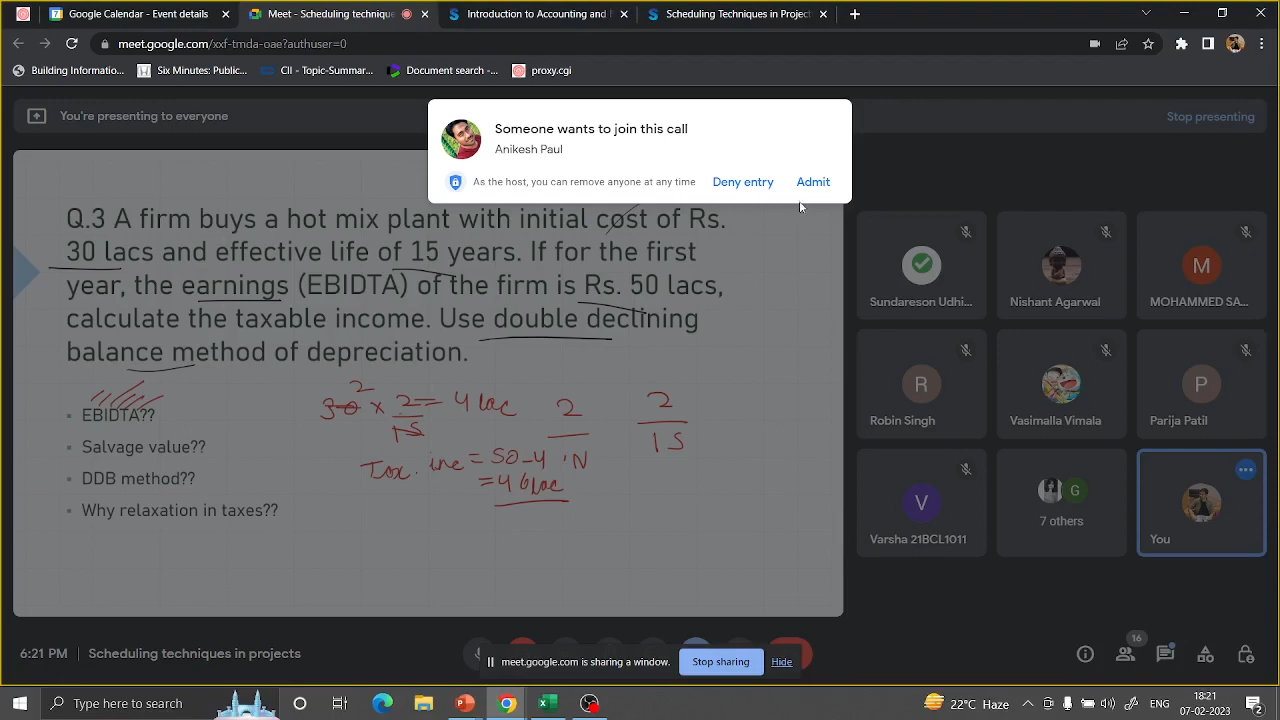 Google Calendar - Event details
Meet - Scheduling technique
Introduction to Accounting and F
Scheduling Techniques in Projec
meet.google.com/xxf-tmda-oae?authuser=0
Building Informatio...
Six Minutes: Public...
CII - Topic-Summar...
Document search -...
proxy.cgi
You're presenting to everyone
Stop presenting
Someone wants to join this call
Anikesh Paul
As the host, you can remove anyone at any time
Deny entry
Admit
Q.3 A firm buys a hot mix plant with initial cost of Rs.
30 lacs and effective life of 15 years. If for the first
year, the earnings (EBIDTA) of the firm is Rs. 50 lacs,
calculate the taxable income. Use double declining
balance method of depreciation.
EBIDTA??
Salvage value??
DDB method??
Why relaxation in taxes??
2
30 × 2 = 4 lac
15
2
N
2
15
Tax. inc = 50-4
= 46 lac
Sundareson Udhi...
Nishant Agarwal
M
MOHAMMED SA...
R
Robin Singh
Vasimalla Vimala
P
Parija Patil
V
Varsha 21BCL1011
G
7 others
You
6:21 PM
Scheduling techniques in projects
meet.google.com is sharing a window.
Stop sharing
Hide
16
Type here to search
22°C Haze
ENG
18:21
07-02-2023
2